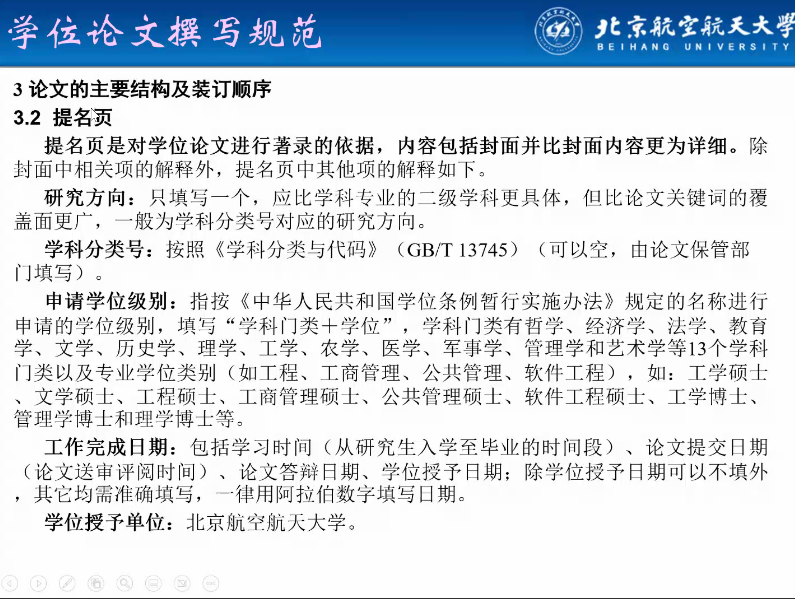 学位论文撰写规范
北京航空航天大学
BEIHANG UNIVERSITY
3 论文的主要结构及装订顺序
3.2 提名页
提名页是对学位论文进行著录的依据，内容包括封面并比封面内容更为详细。除
封面中相关项的解释外，提名页中其他项的解释如下。
研究方向：只填写一个，应比学科专业的二级学科更具体，但比论文关键词的覆
盖面更广，一般为学科分类号对应的研究方向。
学科分类号：按照《学科分类与代码》（GB/T 13745）（可以空，由论文保管部
门填写）。
申请学位级别：指按《中华人民共和国学位条例暂行实施办法》规定的名称进行
申请的学位级别，填写“学科门类＋学位”，学科门类有哲学、经济学、法学、教育
学、文学、历史学、理学、工学、农学、医学、军事学、管理学和艺术学等13个学科
门类以及专业学位类别（如工程、工商管理、公共管理、软件工程），如：工学硕士
、文学硕士、工程硕士、工商管理硕士、公共管理硕士、软件工程硕士、工学博士、
管理学博士和理学博士等。
工作完成日期：包括学习时间（从研究生入学至毕业的时间段）、论文提交日期
（论文送审评阅时间）、论文答辩日期、学位授予日期；除学位授予日期可以不填外
，其它均需准确填写，一律用阿拉伯数字填写日期。
学位授予单位：北京航空航天大学。